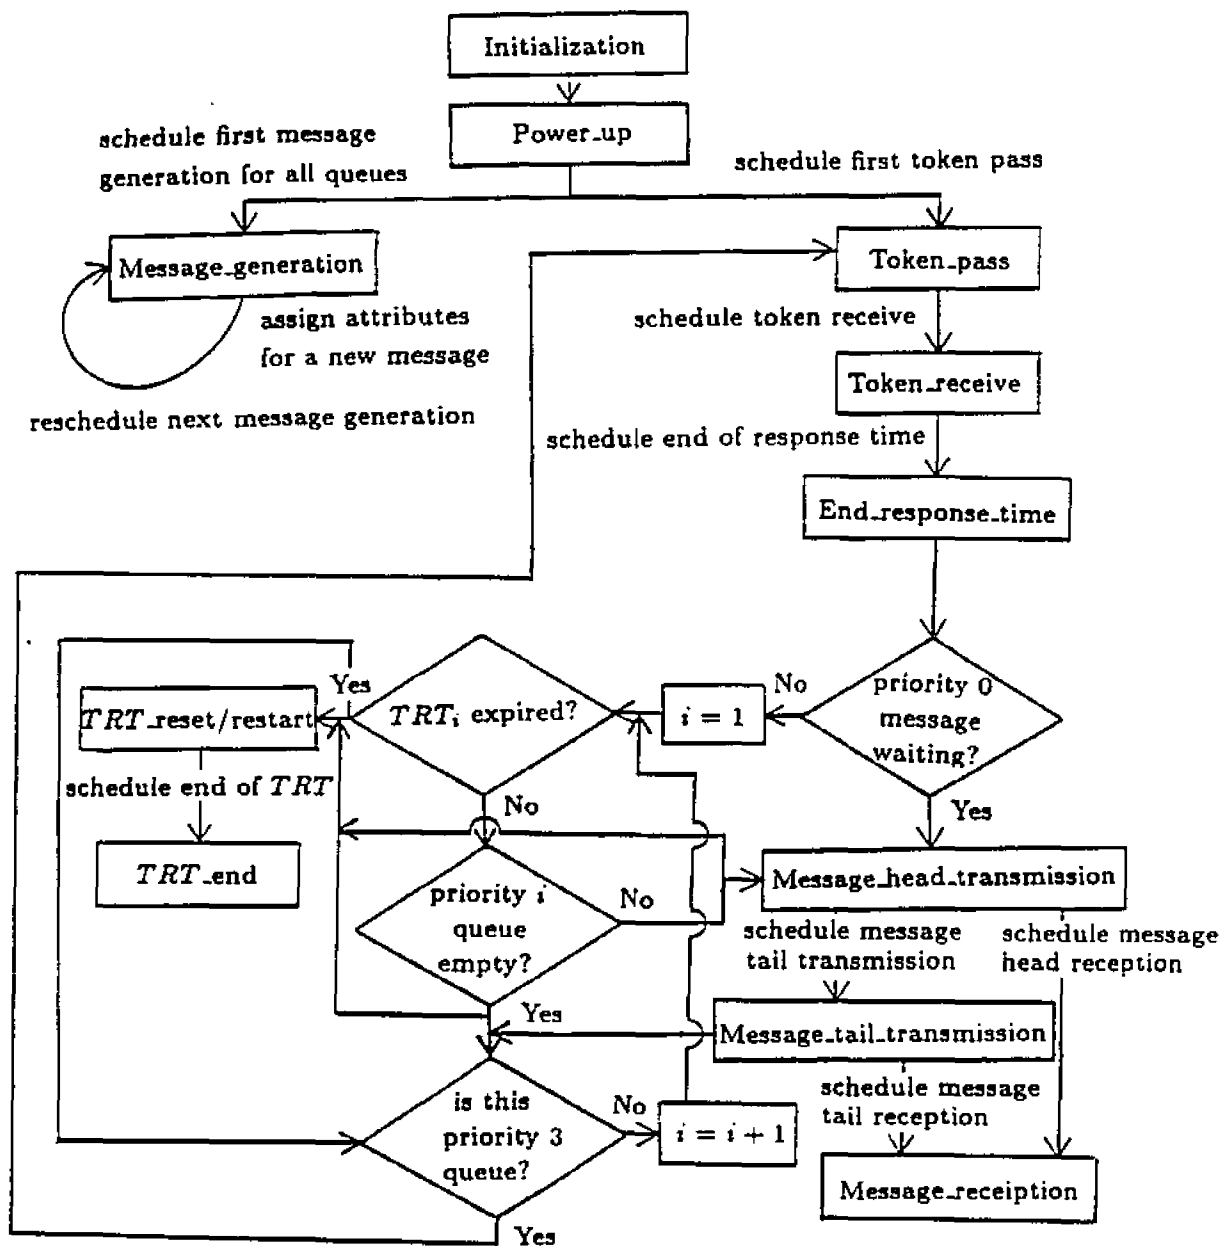 Initialization
Power_up
schedule first message
generation for all queues
schedule first token pass
Message_generation
Token_pass
assign attributes
for a new message
schedule token receive
Token_receive
reschedule next message generation
schedule end of response time
End_response_time
priority 0
message
waiting?
No
Yes
i = 1
TRTi expired?
Yes
No
TRT_reset/restart
schedule end of TRT
TRT_end
priority i
queue
empty?
No
Yes
Message_head_transmission
schedule message
tail transmission
schedule message
head reception
Message_tail_transmission
schedule message
tail reception
is this
priority 3
queue?
No
i = i + 1
Yes
Message_receiption